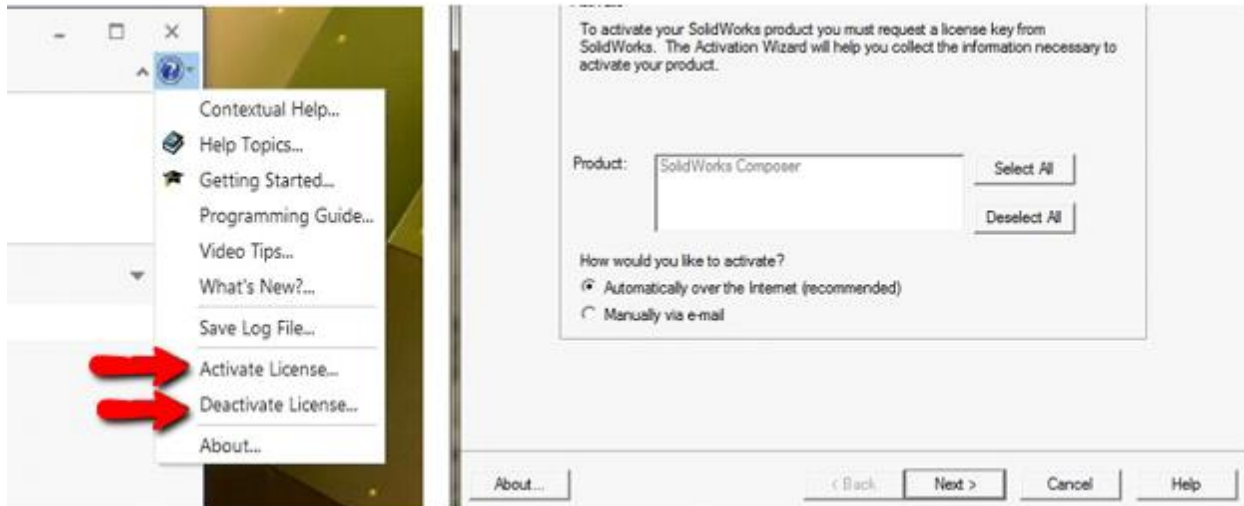 Contextual Help...
Help Topics...
Getting Started...
Programming Guide...
Video Tips...
What's New?...
Save Log File...
Activate License...
Deactivate License...
About...
To activate your SolidWorks product you must request a license key from
SolidWorks. The Activation Wizard will help you collect the information necessary to
activate your product.
Product:
SolidWorks Composer
Select All
Deselect All
How would you like to activate?
Automatically over the Internet (recommended)
Manually via e-mail
About...
< Back
Next >
Cancel
Help